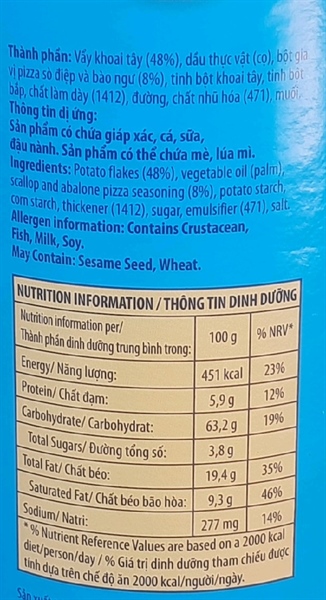 Thành phần: Vẩy khoai tây (48%), dầu thực vật (cọ), bột gia
vị pizza sò điệp và bào ngư (8%), tinh bột khoai tây, tinh bột
bắp, chất làm dày (1412), đường, chất nhũ hóa (471), muối.
Thông tin dị ứng:
Sản phẩm có chứa giáp xác, cá, sữa,
đậu nành. Sản phẩm có thể chứa mè, lúa mì.
Ingredients: Potato flakes (48%), vegetable oil (palm),
scallop and abalone pizza seasoning (8%), potato starch,
corn starch, thickener (1412), sugar, emulsifier (471), salt.
Allergen information: Contains Crustacean,
Fish, Milk, Soy.
May Contain: Sesame Seed, Wheat.
NUTRITION INFORMATION / THÔNG TIN DINH DƯỠNG
Nutrition information per/
Thành phần dinh dưỡng trung bình trong: 100 g % NRV*
Energy/ Năng lượng: 451 kcal 23%
Protein/ Chất đạm: 5,9 g 12%
Carbohydrate/ Carbohydrat: 63,2 g 19%
Total Sugars/ Đường tổng số: 3,8 g
Total Fat/ Chất béo: 19,4 g 35%
Saturated Fat/ Chất béo bão hòa: 9,3 g 46%
Sodium/ Natri: 277 mg 14%
*% Nutrient Reference Values are based on a 2000 kcal
diet/person/day / % Giá trị dinh dưỡng tham chiếu được
tính dựa trên chế độ ăn 2000 kcal/người/ngày.